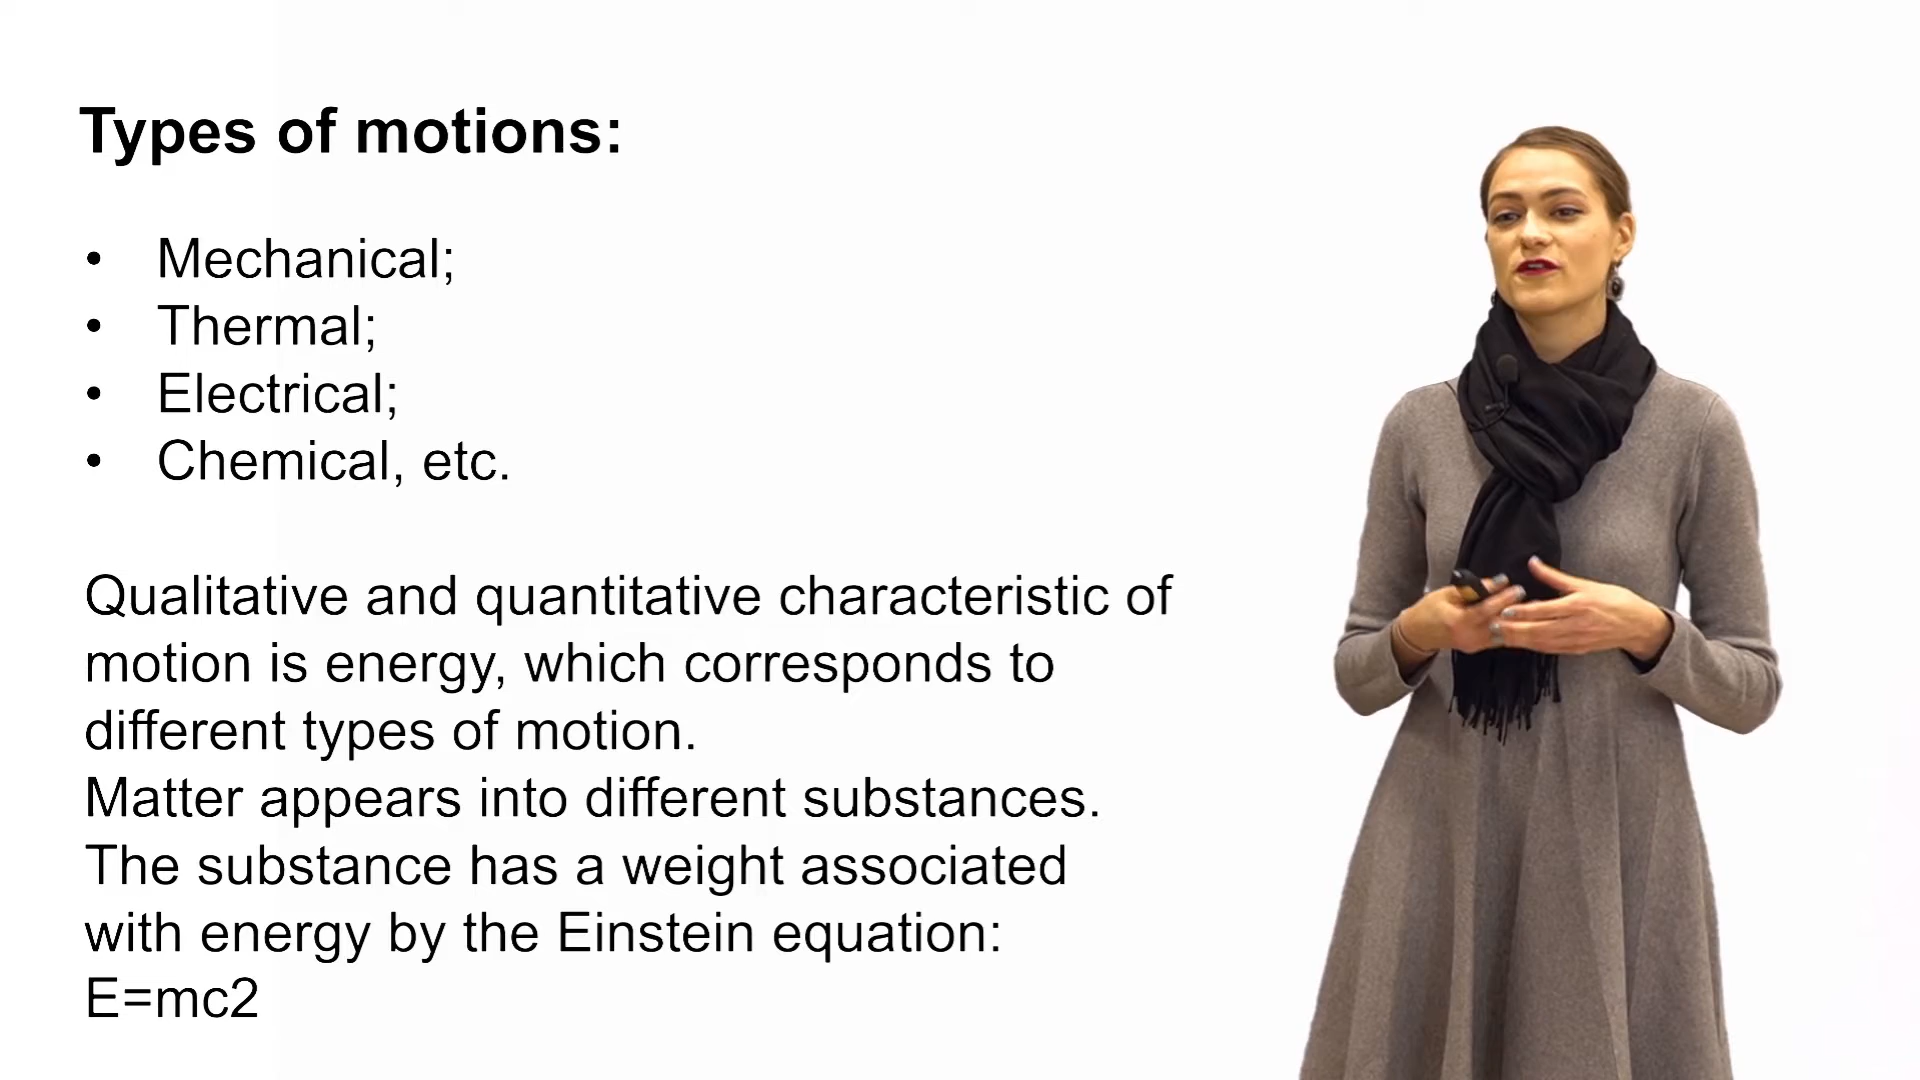 Types of motions:
• Mechanical;
• Thermal;
• Electrical;
• Chemical, etc.
Qualitative and quantitative characteristic of
motion is energy, which corresponds to
different types of motion.
Matter appears into different substances.
The substance has a weight associated
with energy by the Einstein equation:
E=mc2